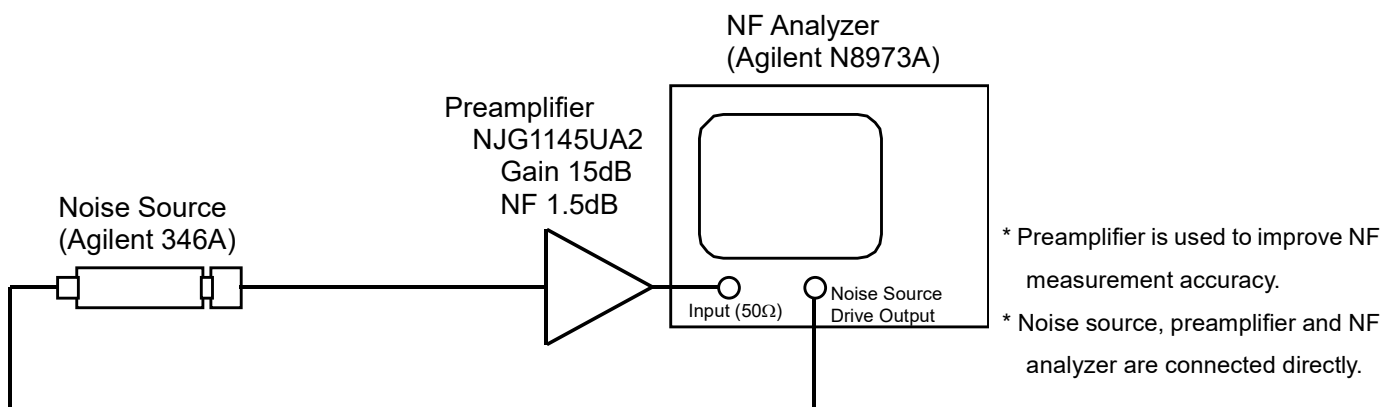 NF Analyzer
(Agilent N8973A)
Preamplifier
NJG1145UA2
Gain 15dB
NF 1.5dB
Noise Source
(Agilent 346A)
Input (50Ω)
Noise Source
Drive Output
* Preamplifier is used to improve NF
measurement accuracy.
* Noise source, preamplifier and NF
analyzer are connected directly.